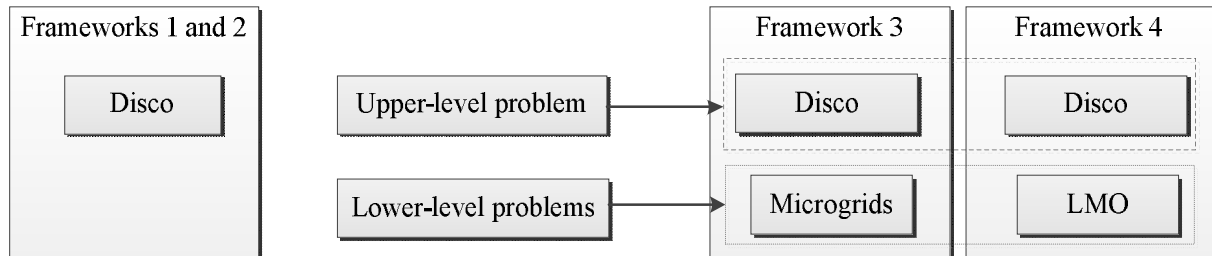 Frameworks 1 and 2
Disco
Upper-level problem
Lower-level problems
Framework 3
Disco
Microgrids
Framework 4
Disco
LMO